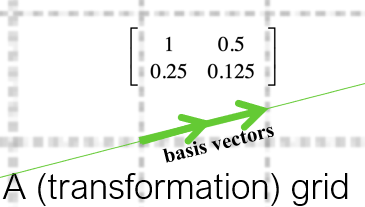 1 0.5
0.25 0.125
basis vectors
A (transformation) grid